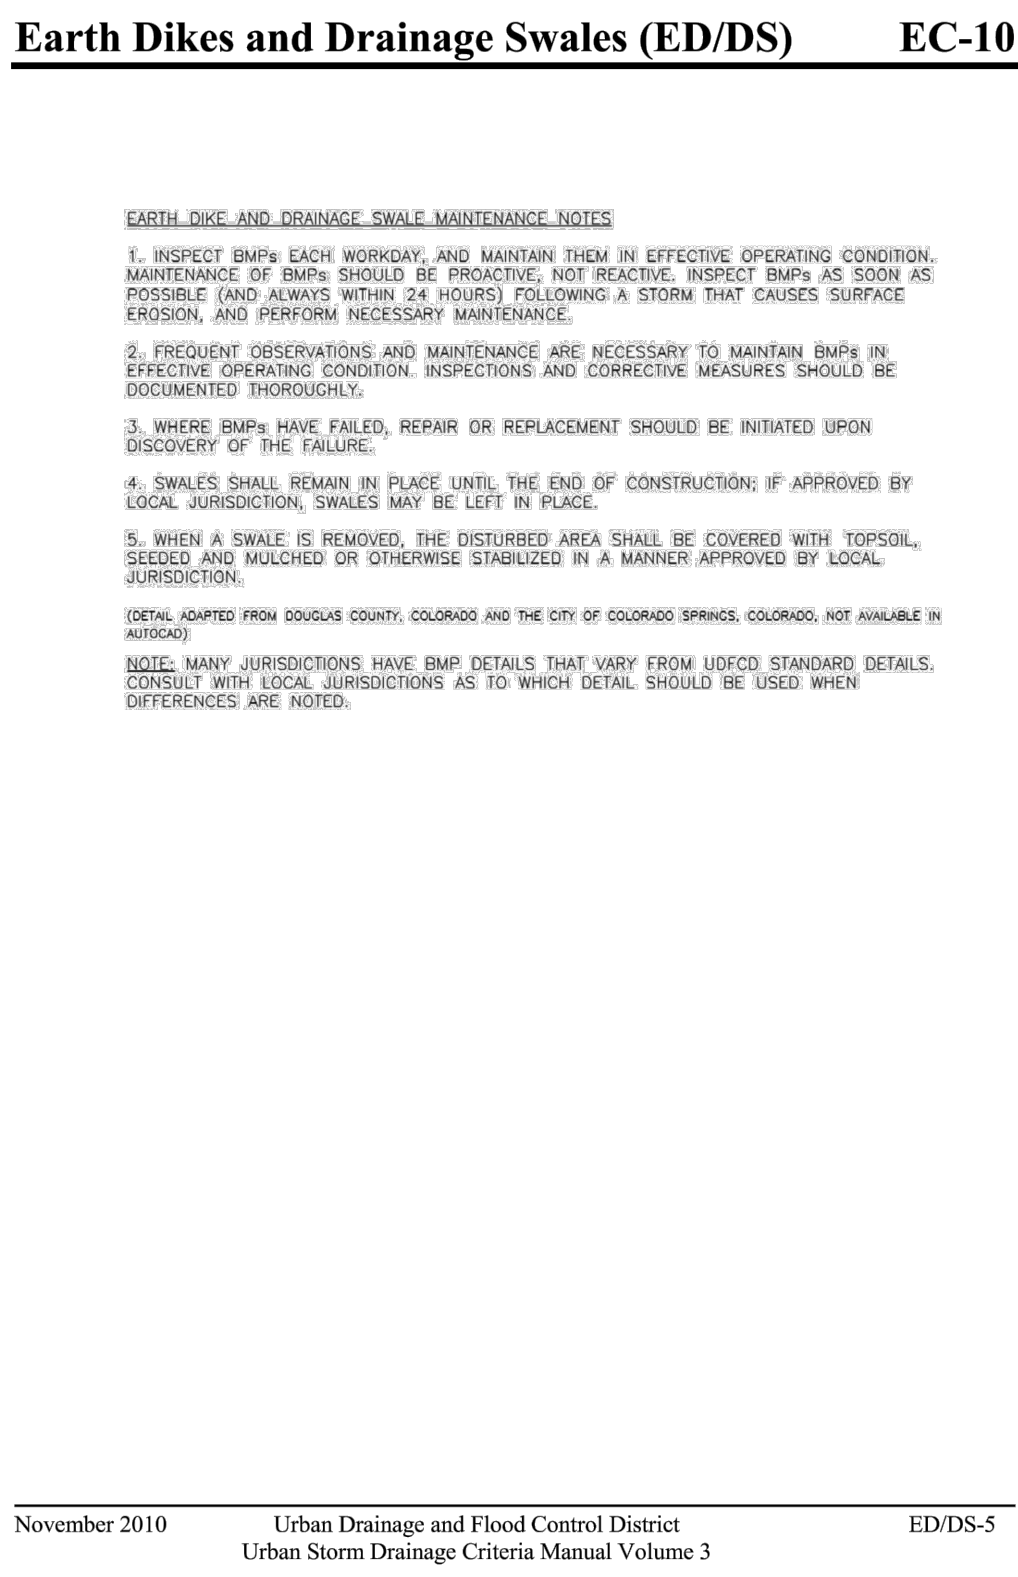 Earth Dikes and Drainage Swales (ED/DS) EC-10
EARTH DIKE AND DRAINAGE SWALE MAINTENANCE NOTES
1. INSPECT BMPs EACH WORKDAY, AND MAINTAIN THEM IN EFFECTIVE OPERATING CONDITION.
MAINTENANCE OF BMPs SHOULD BE PROACTIVE, NOT REACTIVE. INSPECT BMPs AS SOON AS
POSSIBLE (AND ALWAYS WITHIN 24 HOURS) FOLLOWING A STORM THAT CAUSES SURFACE
EROSION, AND PERFORM NECESSARY MAINTENANCE.
2. FREQUENT OBSERVATIONS AND MAINTENANCE ARE NECESSARY TO MAINTAIN BMPs IN
EFFECTIVE OPERATING CONDITION. INSPECTIONS AND CORRECTIVE MEASURES SHOULD BE
DOCUMENTED THOROUGHLY.
3. WHERE BMPs HAVE FAILED, REPAIR OR REPLACEMENT SHOULD BE INITIATED UPON
DISCOVERY OF THE FAILURE.
4. SWALES SHALL REMAIN IN PLACE UNTIL THE END OF CONSTRUCTION; IF APPROVED BY
LOCAL JURISDICTION, SWALES MAY BE LEFT IN PLACE.
5. WHEN A SWALE IS REMOVED, THE DISTURBED AREA SHALL BE COVERED WITH TOPSOIL,
SEEDED AND MULCHED OR OTHERWISE STABILIZED IN A MANNER APPROVED BY LOCAL
JURISDICTION.
(DETAIL ADAPTED FROM DOUGLAS COUNTY, COLORADO AND THE CITY OF COLORADO SPRINGS, COLORADO, NOT AVAILABLE IN
AUTOCAD)
NOTE: MANY JURISDICTIONS HAVE BMP DETAILS THAT VARY FROM UDFCD STANDARD DETAILS.
CONSULT WITH LOCAL JURISDICTIONS AS TO WHICH DETAIL SHOULD BE USED WHEN
DIFFERENCES ARE NOTED.
November 2010 Urban Drainage and Flood Control District ED/DS-5
Urban Storm Drainage Criteria Manual Volume 3